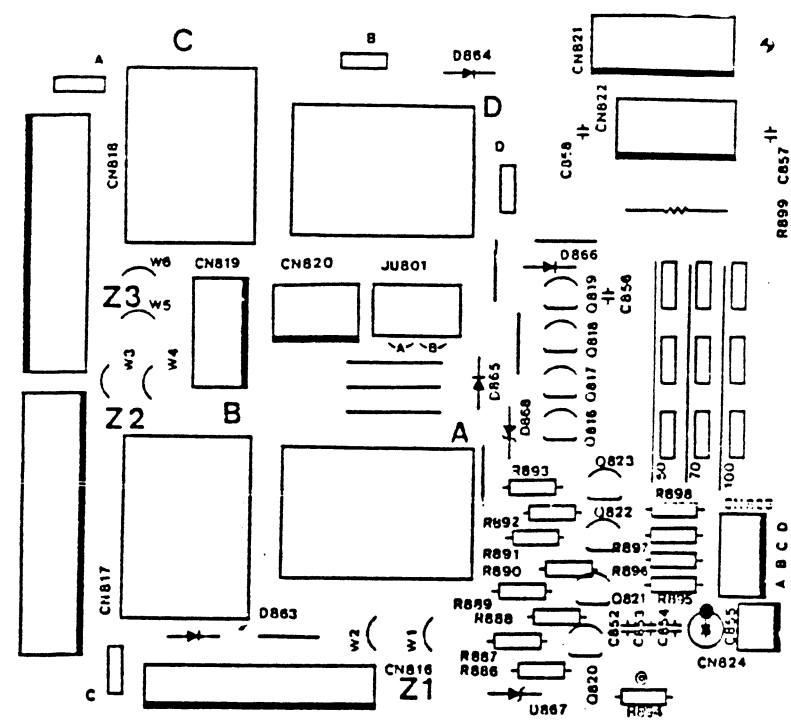 C
B
D864
CN821
A
D
CN822
D
CN818
C858
C857
R899
W6
CN819
CN820
JU801
D866
Z3
W5
Q819
C856
A
B
Q818
W3
W4
D865
Q817
Z2
B
A
D868
Q816
50
70
100
R893
Q823
R898
R892
Q822
R891
R897
A B C D
R890
R896
CN817
R889
Q821
R895
D863
R888
C852
C853
C854
C855
W2
W1
R887
CN824
C
CN816
R886
Q820
@
Z1
D867
R894